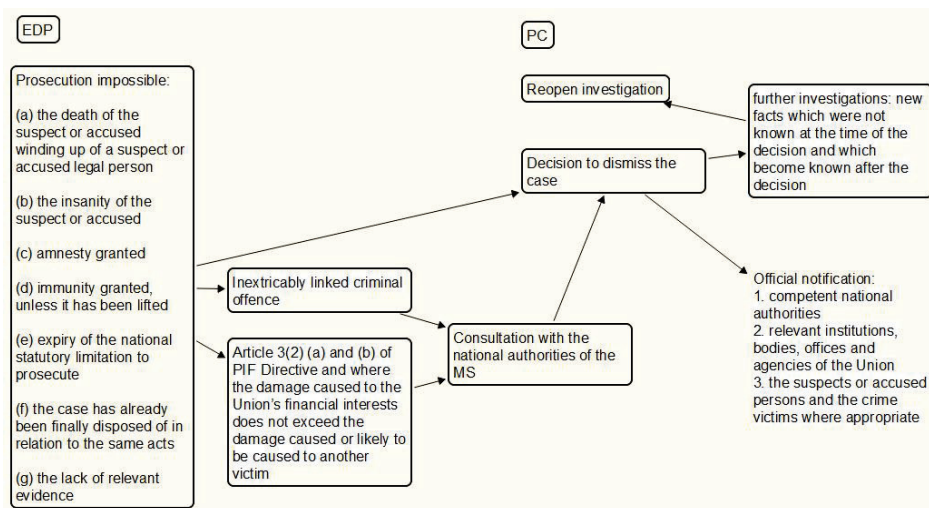 EDP
PC
Prosecution impossible:
(a) the death of the
suspect or accused
winding up of a suspect or
accused legal person
(b) the insanity of the
suspect or accused
(c) amnesty granted
(d) immunity granted,
unless it has been lifted
(e) expiry of the national
statutory limitation to
prosecute
(f) the case has already
been finally disposed of in
relation to the same acts
(g) the lack of relevant
evidence
Inextricably linked criminal
offence
Article 3(2) (a) and (b) of
PIF Directive and where
the damage caused to the
Union's financial interests
does not exceed the
damage caused or likely to
be caused to another
victim
Consultation with the
national authorities of the
MS
Reopen investigation
Decision to dismiss the
case
further investigations: new
facts which were not
known at the time of the
decision and which
become known after the
decision
Official notification:
1. competent national
authorities
2. relevant institutions,
bodies, offices and
agencies of the Union
3. the suspects or accused
persons and the crime
victims where appropriate